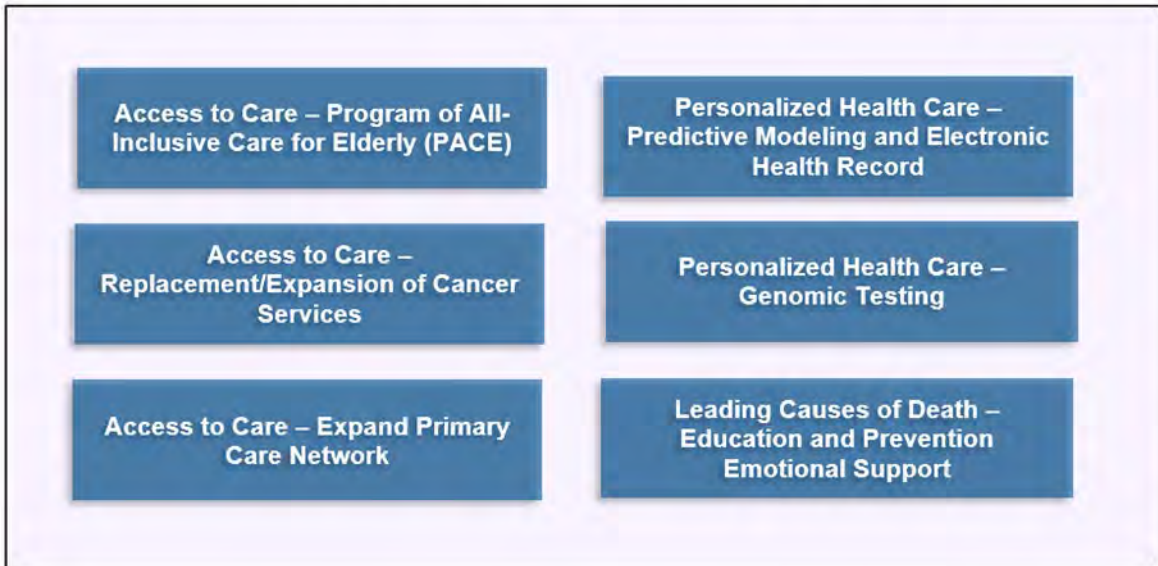 Access to Care – Program of All-
Inclusive Care for Elderly (PACE)
Access to Care –
Replacement/Expansion of Cancer
Services
Access to Care – Expand Primary
Care Network
Personalized Health Care –
Predictive Modeling and Electronic
Health Record
Personalized Health Care –
Genomic Testing
Leading Causes of Death –
Education and Prevention
Emotional Support